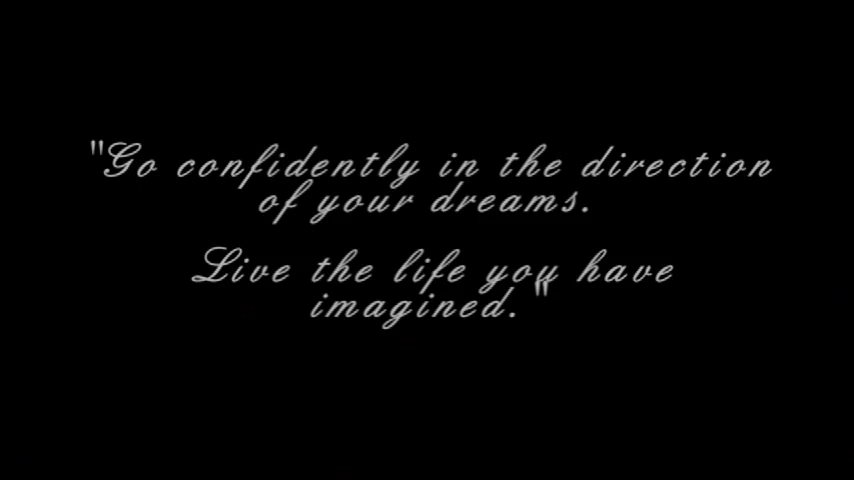 "Go confidently in the direction
of your dreams.
Live the life you have
imagined."